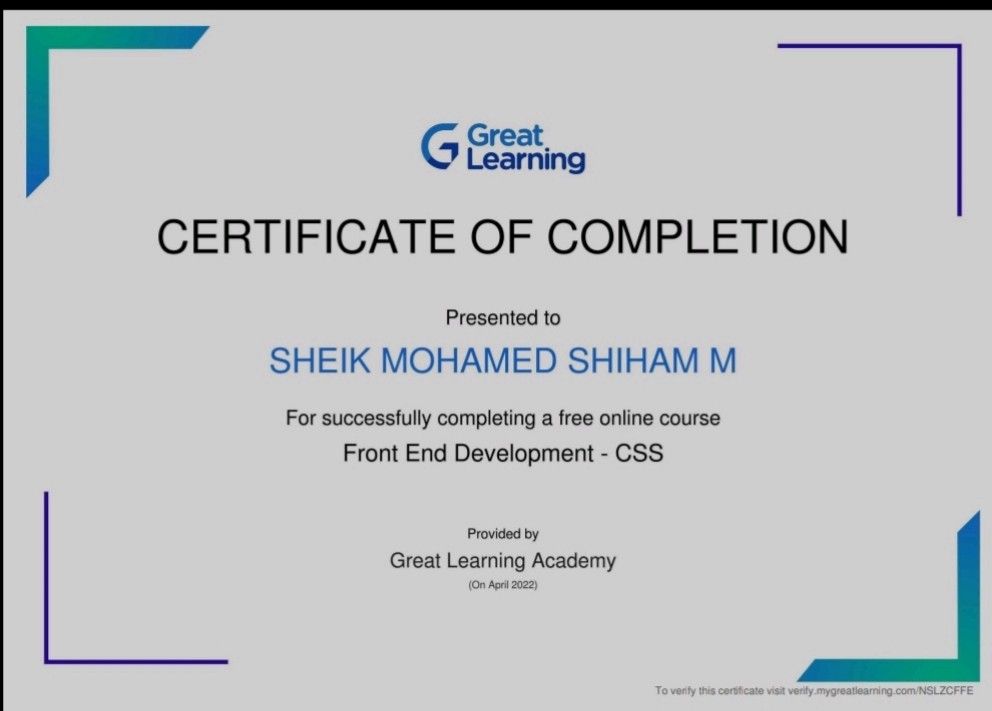 Great
Learning
CERTIFICATE OF COMPLETION
Presented to
SHEIK MOHAMED SHIHAM M
For successfully completing a free online course
Front End Development - CSS
Provided by
Great Learning Academy
(On April 2022)
To verify this certificate visit verify.mygreatlearning.com/NSLZCFFE